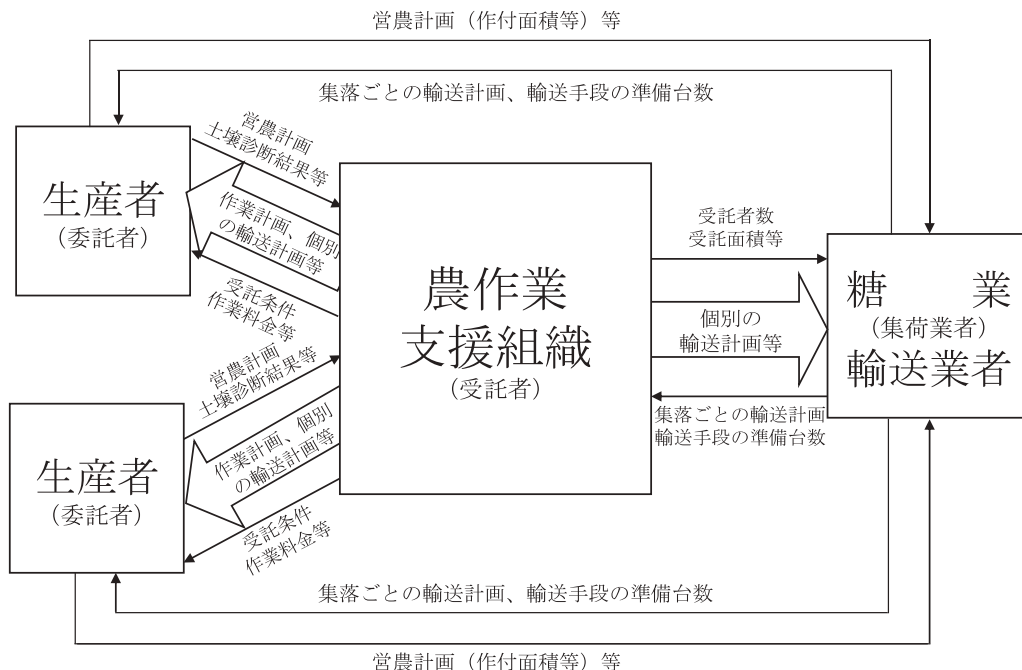 営農計画（作付面積等）等
集落ごとの輸送計画、輸送手段の準備台数
生産者
（委託者）
営農計画
土壌診断結果等
作業計画、個別
の輸送計画等
受託条件
作業料金等
農作業
支援組織
（受託者）
受託者数
受託面積等
個別の
輸送計画等
集落ごとの輸送計画
輸送手段の準備台数
糖　業
（集荷業者）
輸送業者
営農計画
土壌診断結果等
作業計画、個別
の輸送計画等
受託条件
作業料金等
生産者
（委託者）
集落ごとの輸送計画、輸送手段の準備台数
営農計画（作付面積等）等